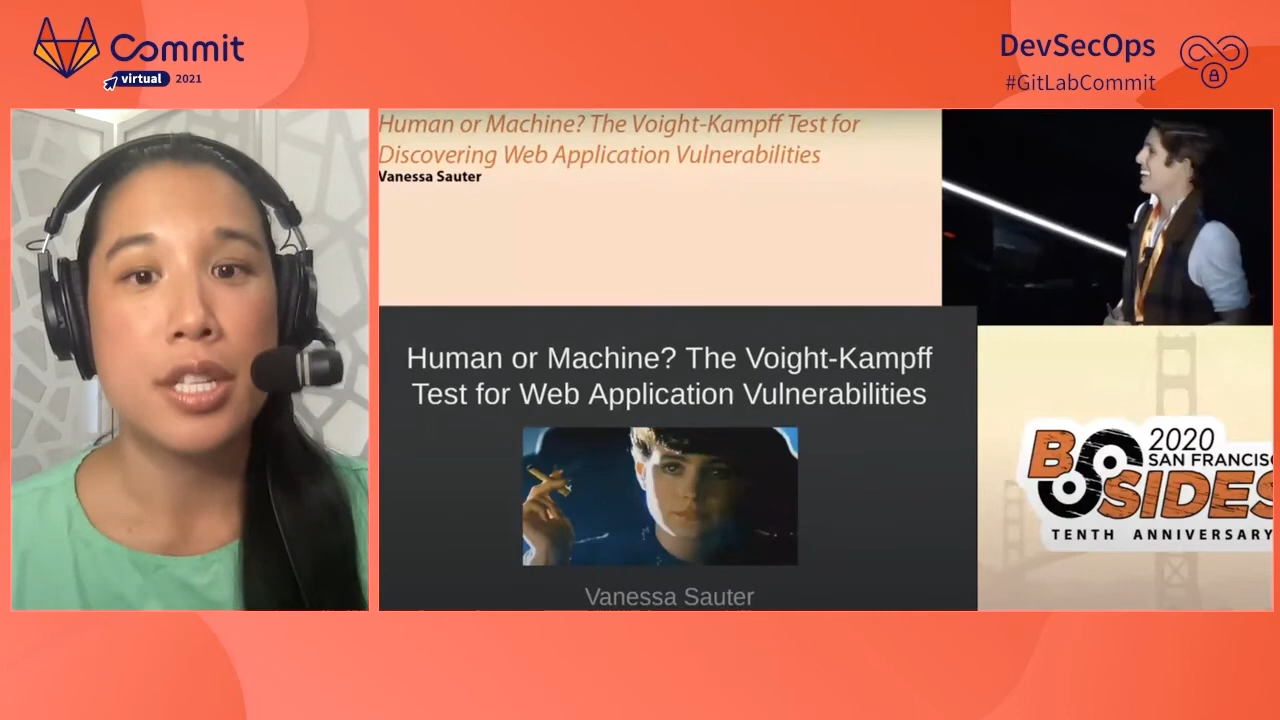 Commit
virtual 2021
DevSecOps
#GitLabCommit
Human or Machine? The Voight-Kampff Test for
Discovering Web Application Vulnerabilities
Vanessa Sauter
Human or Machine? The Voight-Kampff
Test for Web Application Vulnerabilities
Vanessa Sauter
2020
SAN FRANCISC
BSIDES
TENTH ANNIVERSARY